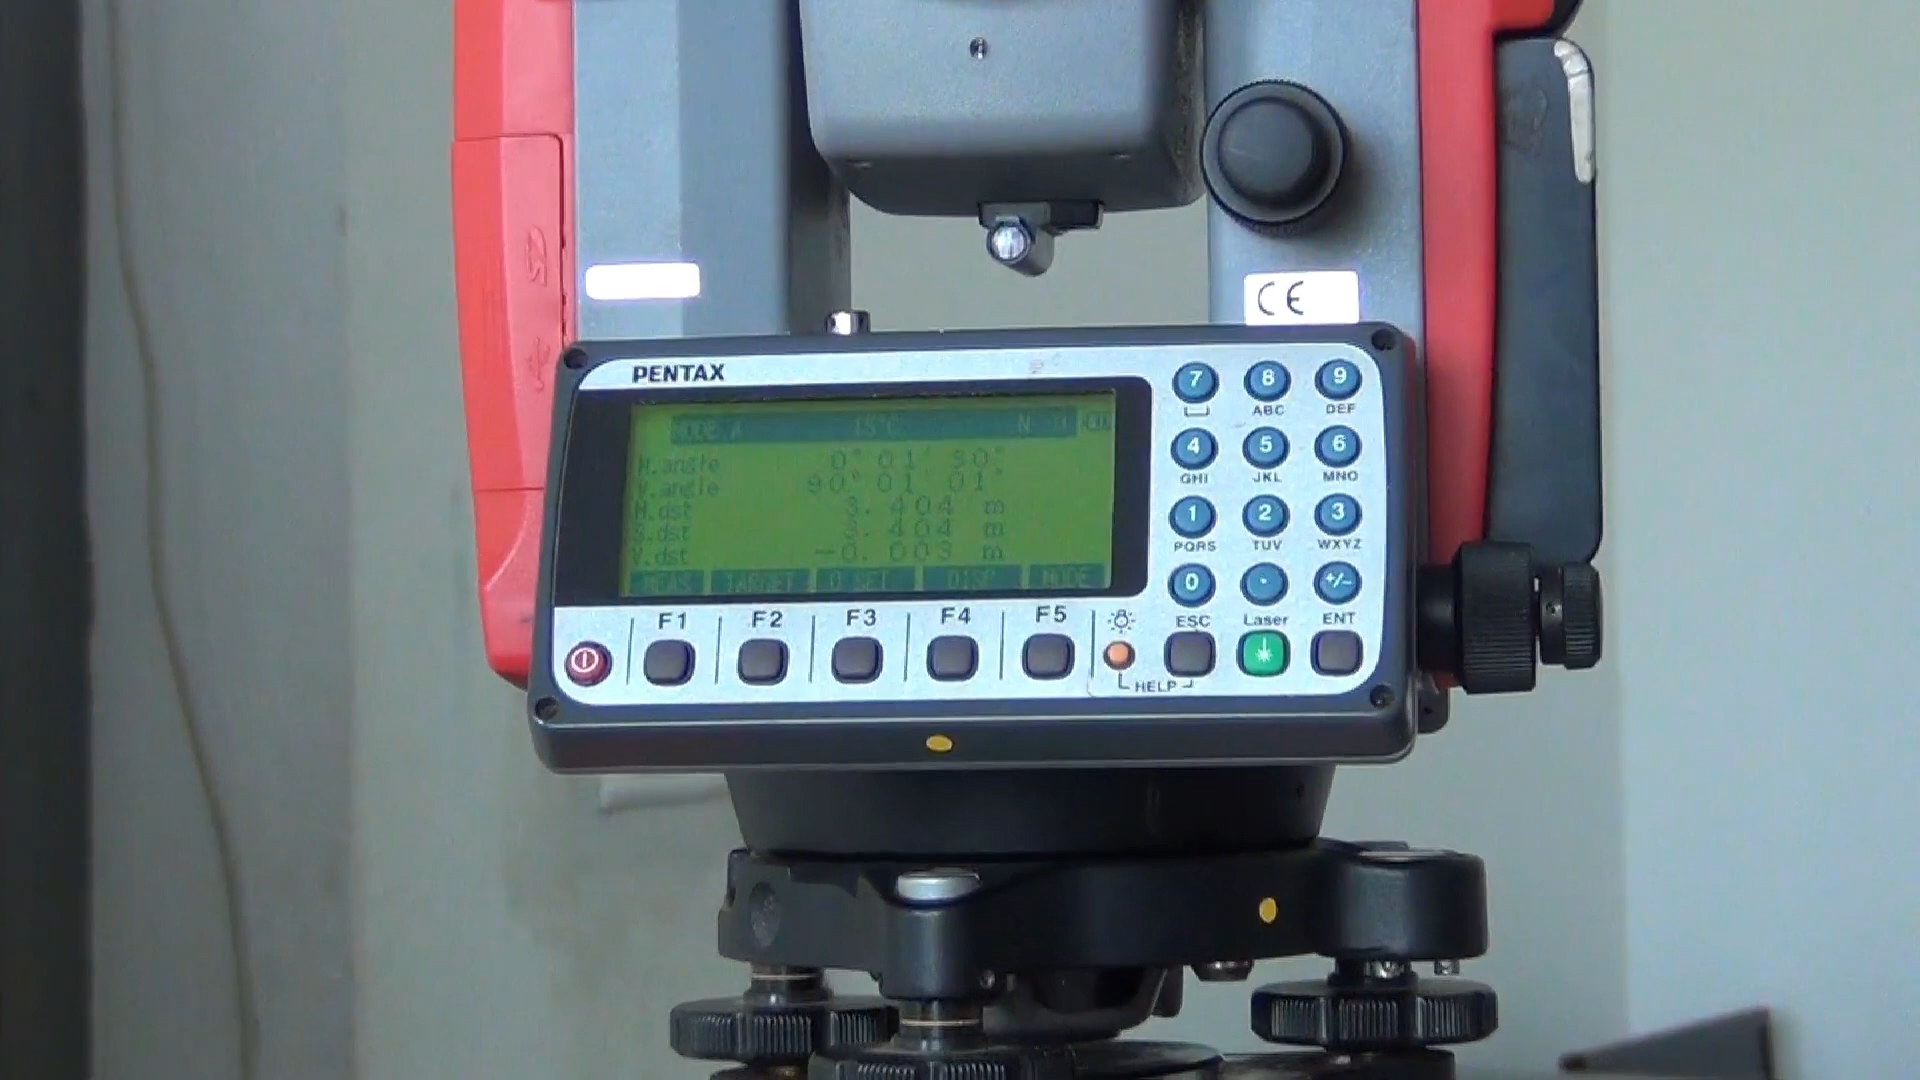 CE
PENTAX
MODE A 15°C N 0
H.angle 0° 01' 30"
V.angle 90° 01' 01"
H.dst 3.404 m
S.dst 3.404 m
V.dst -0.003 m
MEAS TARGET D SET DISP MODE
F1 F2 F3 F4 F5
7 8 9
ABC DEF
4 5 6
GHI JKL MNO
1 2 3
PQRS TUV WXYZ
0 . +/-
ESC Laser ENT
HELP